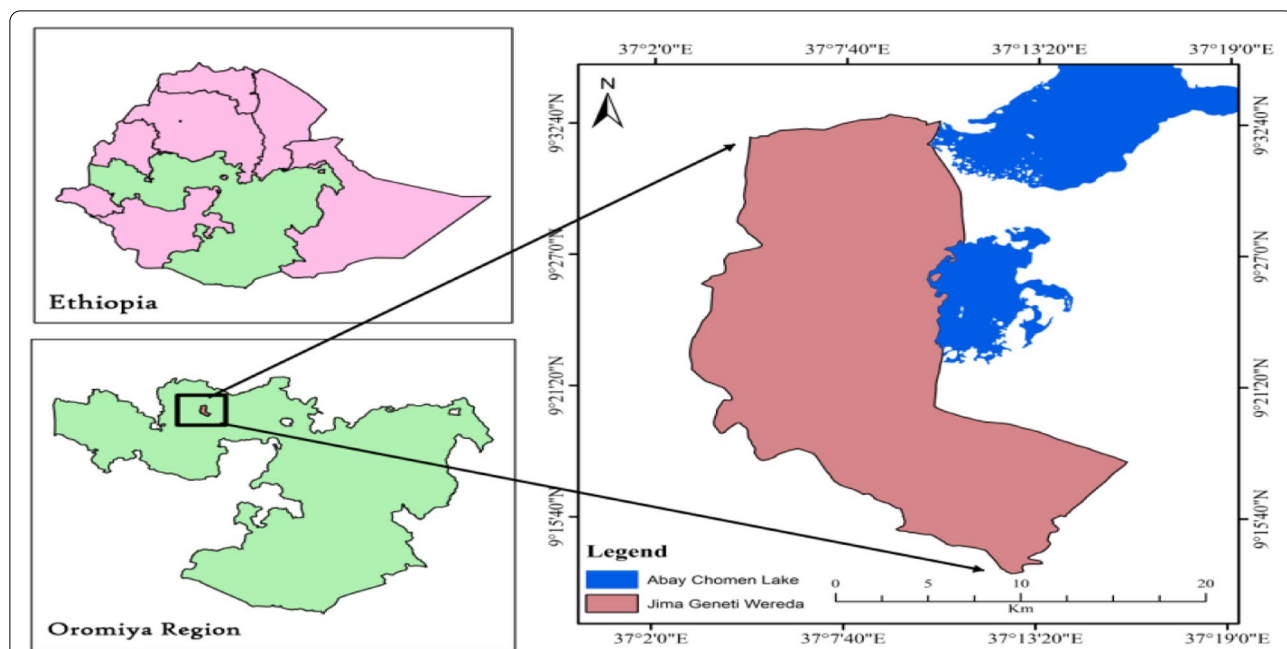 Ethiopia
Oromiya Region
37°2'0"E 37°7'40"E 37°13'20"E 37°19'0"E
N
9°32'40"N
9°27'0"N
9°21'20"N
9°15'40"N
9°32'40"N
9°27'0"N
9°21'20"N
9°15'40"N
Legend
Abay Chomen Lake
Jima Geneti Wereda
0 5 10 20
Km
37°2'0"E 37°7'40"E 37°13'20"E 37°19'0"E